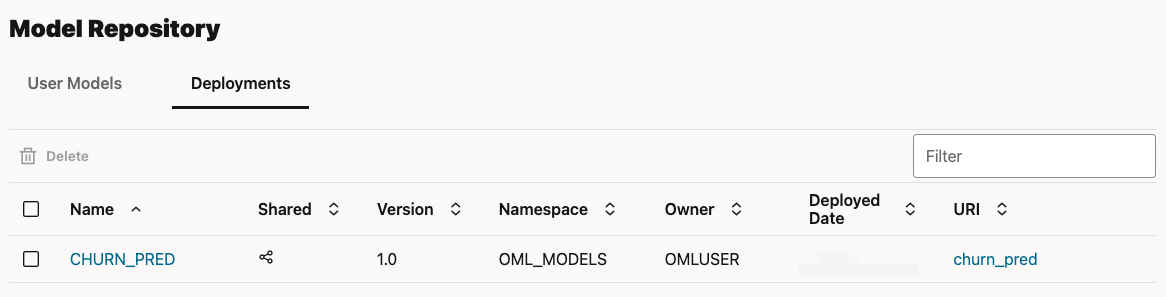 Model Repository
User Models Deployments
Delete Filter
Name Shared Version Namespace Owner Deployed Date URI
CHURN_PRED 1.0 OML_MODELS OMLUSER churn_pred